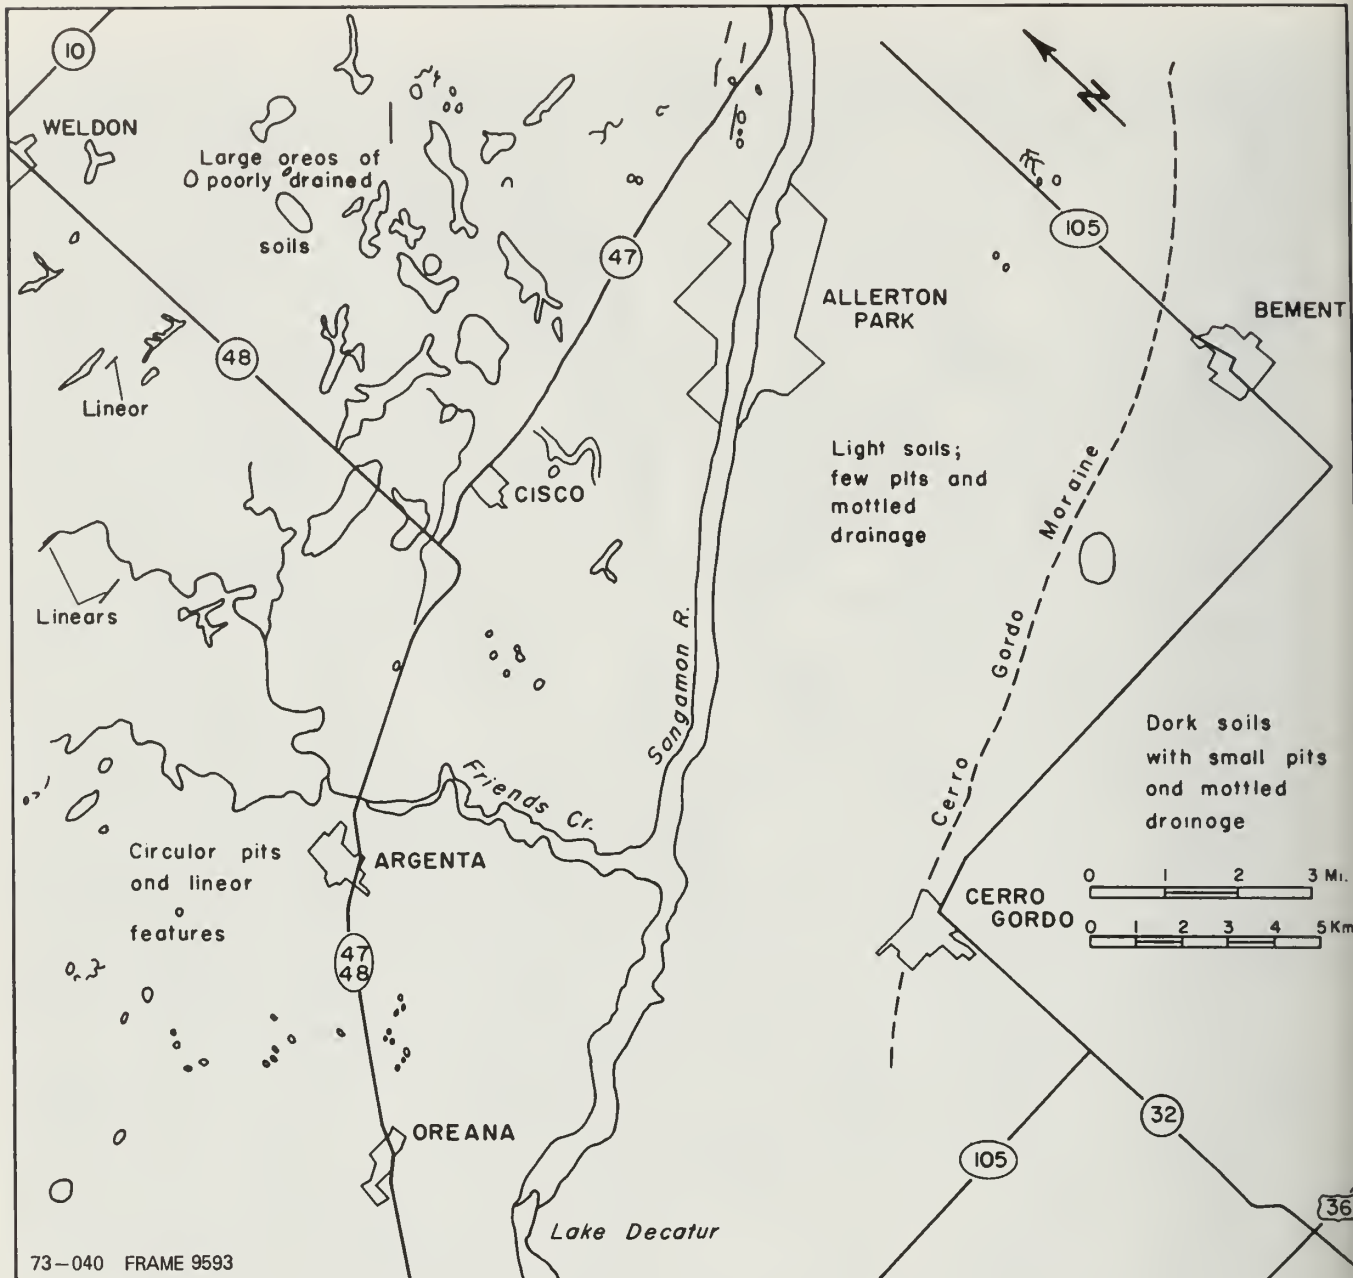 10
WELDON
Large oreos of
poorly drained
soils
N
105
47
ALLERTON
PARK
BEMENT
48
Lineor
Light soils;
few pits and
mottled
drainage
CISCO
Linears
Sangamon R.
Cerro Gordo Moraine
Friends Cr.
Dork soils
with small pits
ond mottled
droinoge
Circular pits
ond lineor
features
ARGENTA
0 1 2 3 Mi.
CERRO
GORDO
0 1 2 3 4 5 Km
47
48
OREANA
32
105
36
Lake Decatur
73-040 FRAME 9593